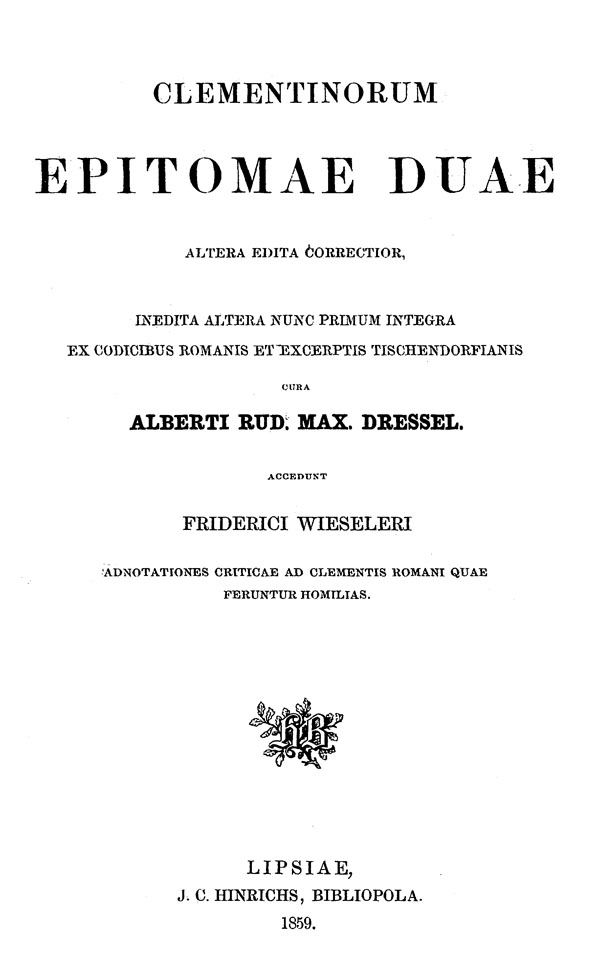 CLEMENTINORUM
EPITOMAE DUAE
ALTERA EDITA CORRECTIOR,
INEDITA ALTERA NUNC PRIMUM INTEGRA
EX CODICIBUS ROMANIS ET EXCERPTIS TISCHENDORFIANIS
CURA
ALBERTI RUD. MAX. DRESSEL.
ACCEDUNT
FRIDERICI WIESELERI
ADNOTATIONES CRITICAE AD CLEMENTIS ROMANI QUAE
FERUNTUR HOMILIAS.
HB
LIPSIAE,
J. C. HINRICHS, BIBLIOPOLA.
1859.